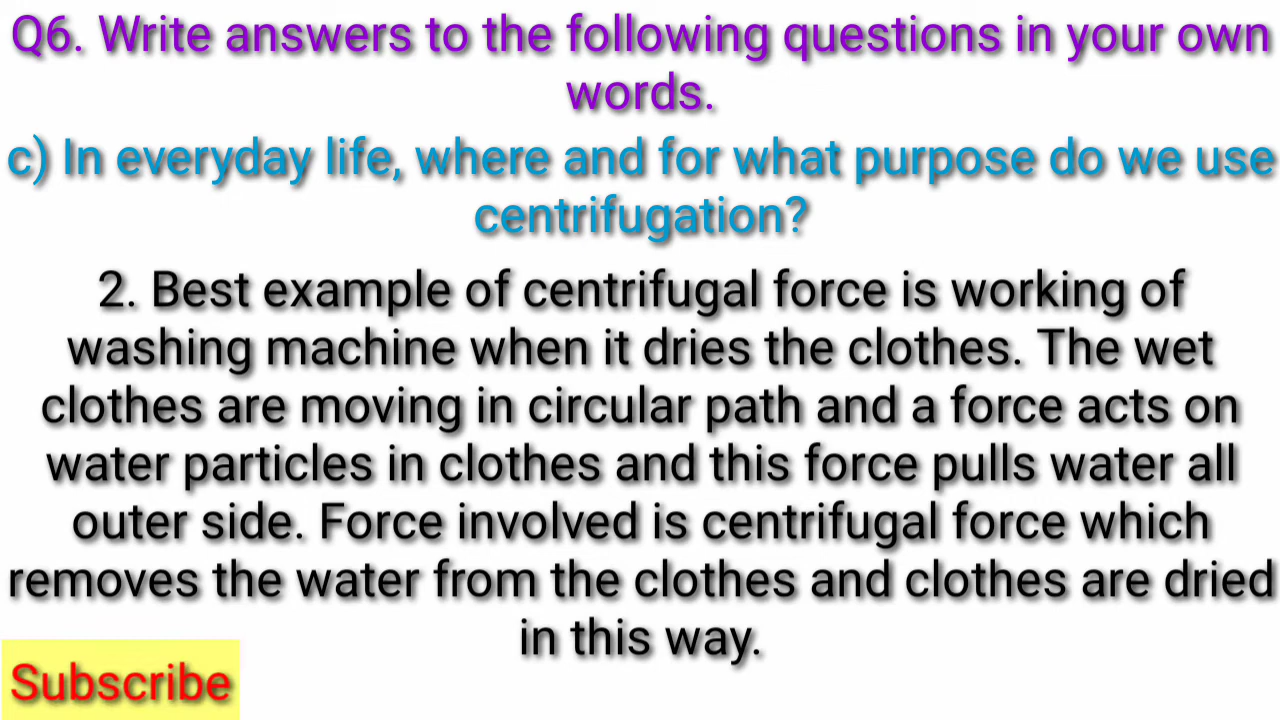 Q6. Write answers to the following questions in your own
words.
c) In everyday life, where and for what purpose do we use
centrifugation?
2. Best example of centrifugal force is working of
washing machine when it dries the clothes. The wet
clothes are moving in circular path and a force acts on
water particles in clothes and this force pulls water all
outer side. Force involved is centrifugal force which
removes the water from the clothes and clothes are dried
in this way.
Subscribe